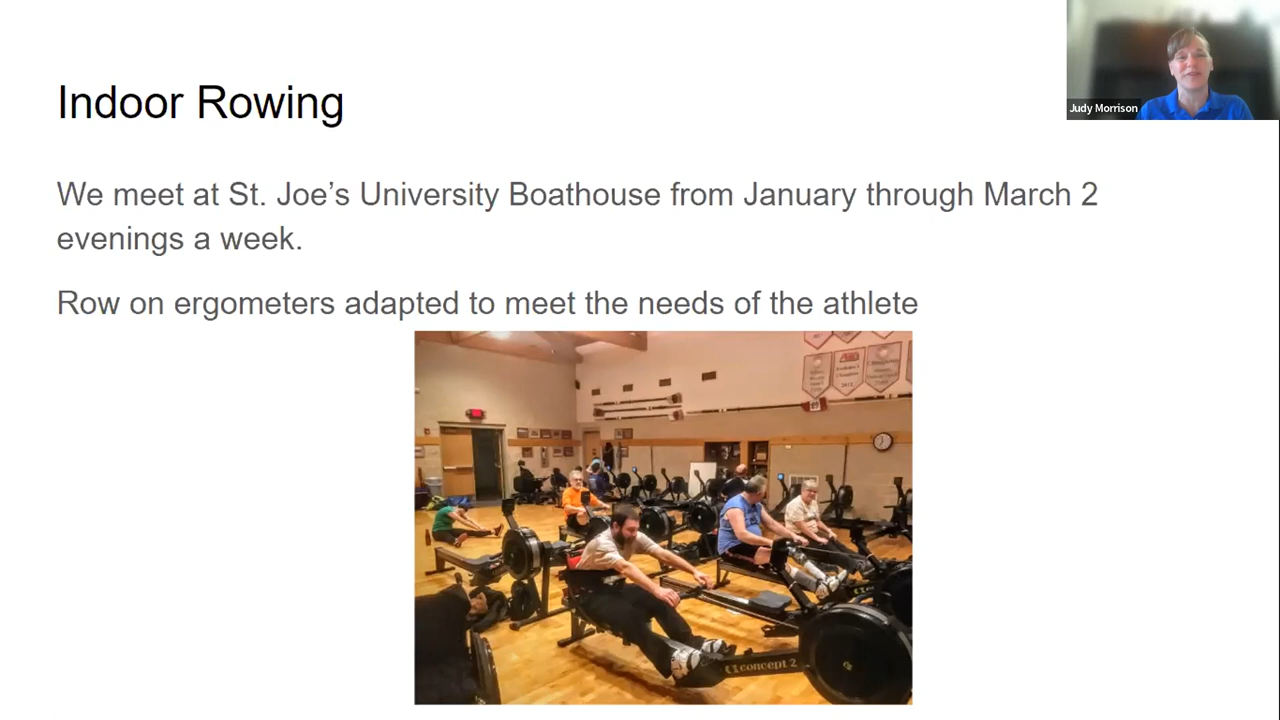 Indoor Rowing
Judy Morrison
We meet at St. Joe’s University Boathouse from January through March 2
evenings a week.
Row on ergometers adapted to meet the needs of the athlete
2012
concept 2